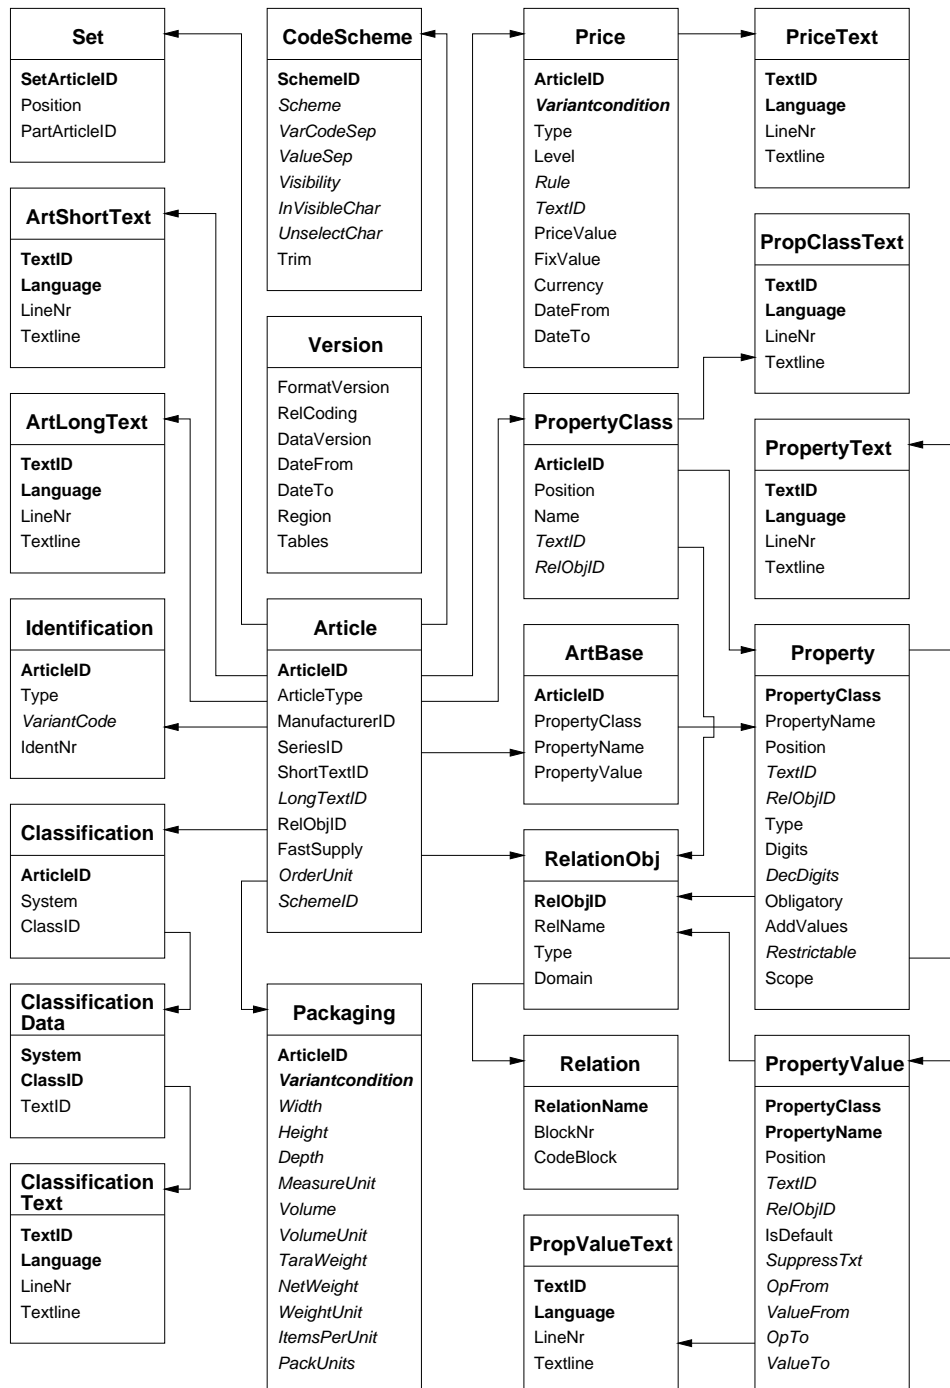 Set
SetArticleID
Position
PartArticleID
ArtShortText
TextID
Language
LineNr
Textline
ArtLongText
TextID
Language
LineNr
Textline
Identification
ArticleID
Type
VariantCode
IdentNr
Classification
ArticleID
System
ClassID
Classification
Data
System
ClassID
TextID
Classification
Text
TextID
Language
LineNr
Textline
CodeScheme
SchemeID
Scheme
VarCodeSep
ValueSep
Visibility
InVisibleChar
UnselectChar
Trim
Version
FormatVersion
RelCoding
DataVersion
DateFrom
DateTo
Region
Tables
Article
ArticleID
ArticleType
ManufacturerID
SeriesID
ShortTextID
LongTextID
RelObjID
FastSupply
OrderUnit
SchemeID
Packaging
ArticleID
Variantcondition
Width
Height
Depth
MeasureUnit
Volume
VolumeUnit
TaraWeight
NetWeight
WeightUnit
ItemsPerUnit
PackUnits
Price
ArticleID
Variantcondition
Type
Level
Rule
TextID
PriceValue
FixValue
Currency
DateFrom
DateTo
PropertyClass
ArticleID
Position
Name
TextID
RelObjID
ArtBase
ArticleID
PropertyClass
PropertyName
PropertyValue
RelationObj
RelObjID
RelName
Type
Domain
Relation
RelationName
BlockNr
CodeBlock
PropValueText
TextID
Language
LineNr
Textline
PriceText
TextID
Language
LineNr
Textline
PropClassText
TextID
Language
LineNr
Textline
PropertyText
TextID
Language
LineNr
Textline
Property
PropertyClass
PropertyName
Position
TextID
RelObjID
Type
Digits
DecDigits
Obligatory
AddValues
Restrictable
Scope
PropertyValue
PropertyClass
PropertyName
Position
TextID
RelObjID
IsDefault
SuppressTxt
OpFrom
ValueFrom
OpTo
ValueTo